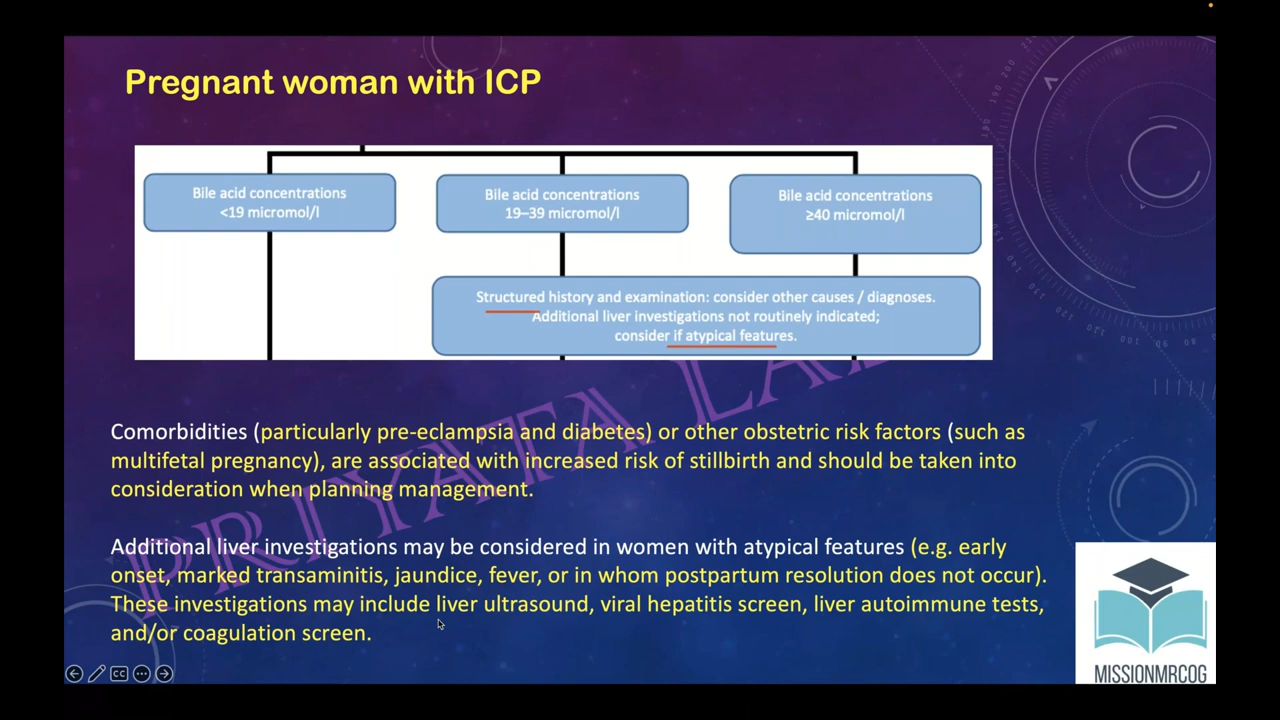 Pregnant woman with ICP
Bile acid concentrations
<19 micromol/l
Bile acid concentrations
19–39 micromol/l
Bile acid concentrations
≥40 micromol/l
Structured history and examination: consider other causes / diagnoses.
Additional liver investigations not routinely indicated;
consider if atypical features.
Comorbidities (particularly pre-eclampsia and diabetes) or other obstetric risk factors (such as
multifetal pregnancy), are associated with increased risk of stillbirth and should be taken into
consideration when planning management.
Additional liver investigations may be considered in women with atypical features (e.g. early
onset, marked transaminitis, jaundice, fever, or in whom postpartum resolution does not occur).
These investigations may include liver ultrasound, viral hepatitis screen, liver autoimmune tests,
and/or coagulation screen.
PRIYATA
MISSIONMRCOG
CC